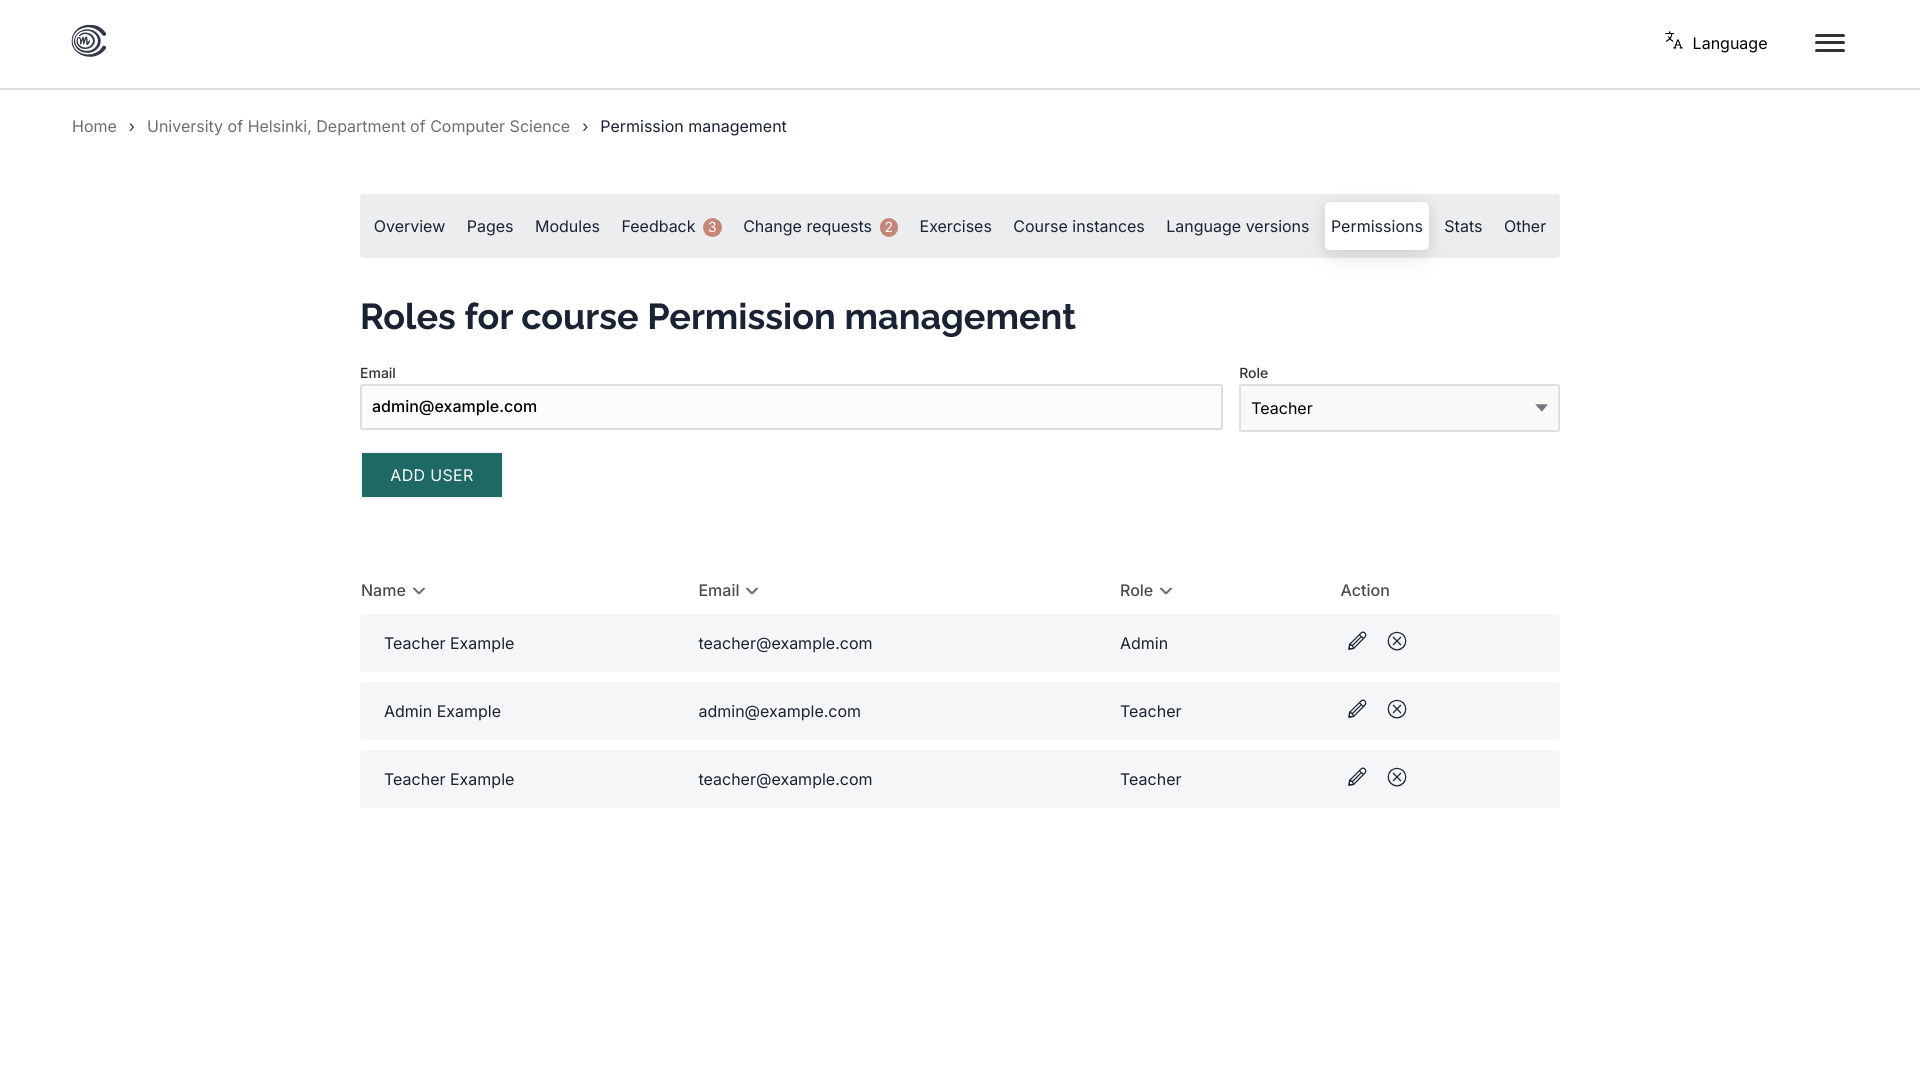 Language
Home › University of Helsinki, Department of Computer Science › Permission management
Overview Pages Modules Feedback 3 Change requests 2 Exercises Course instances Language versions Permissions Stats Other
Roles for course Permission management
Email Role
admin@example.com Teacher
ADD USER
Name Email Role Action
Teacher Example teacher@example.com Admin
Admin Example admin@example.com Teacher
Teacher Example teacher@example.com Teacher